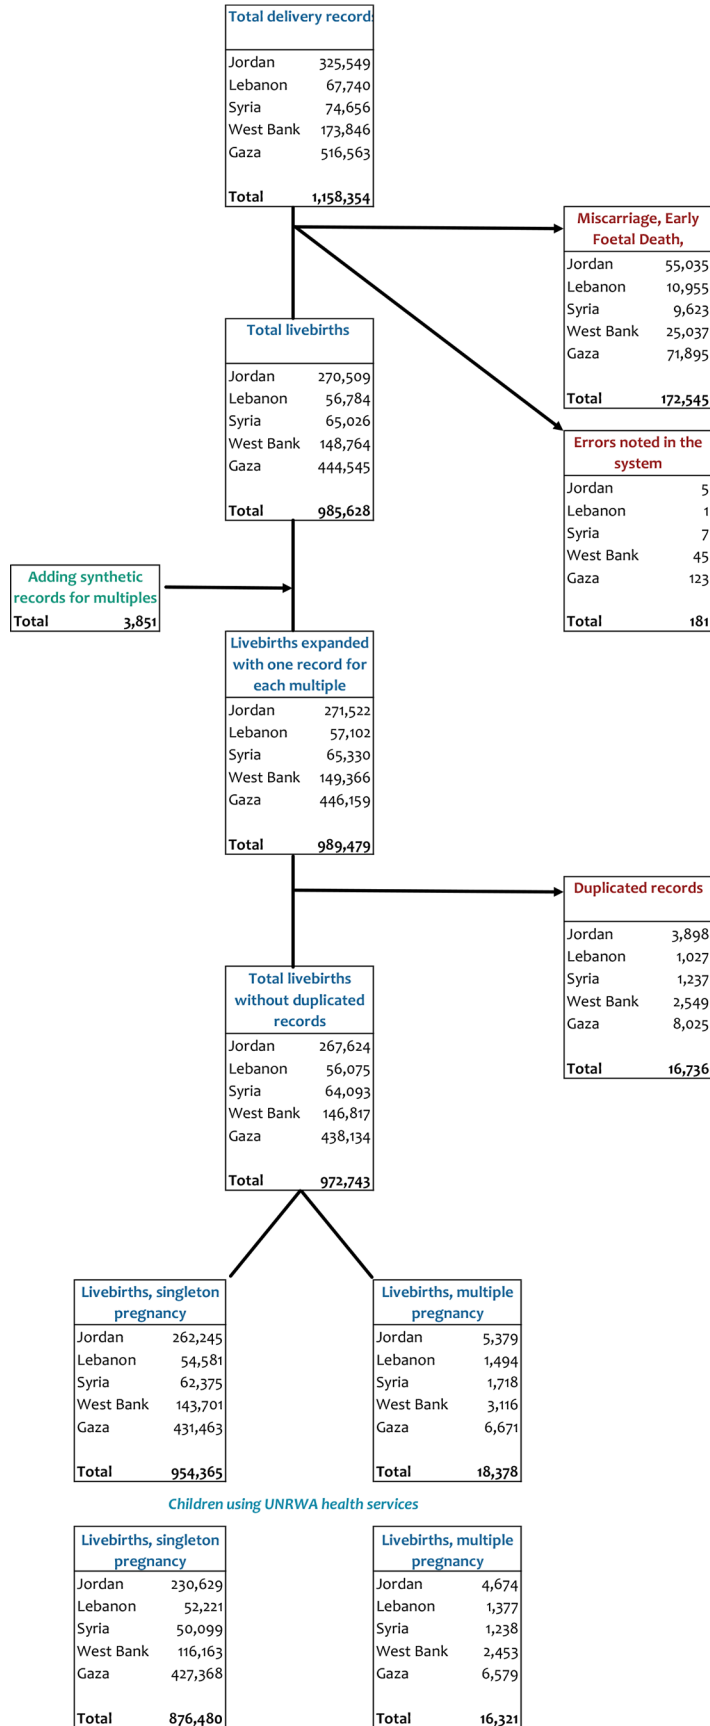 Total delivery records
Jordan 325,549
Lebanon 67,740
Syria 74,656
West Bank 173,846
Gaza 516,563
Total 1,158,354
Miscarriage, Early
Foetal Death,
Jordan 55,035
Lebanon 10,955
Syria 9,623
West Bank 25,037
Gaza 71,895
Total 172,545
Total livebirths
Jordan 270,509
Lebanon 56,784
Syria 65,026
West Bank 148,764
Gaza 444,545
Total 985,628
Errors noted in the
system
Jordan 5
Lebanon 1
Syria 7
West Bank 45
Gaza 123
Total 181
Adding synthetic
records for multiples
Total 3,851
Livebirths expanded
with one record for
each multiple
Jordan 271,522
Lebanon 57,102
Syria 65,330
West Bank 149,366
Gaza 446,159
Total 989,479
Duplicated records
Jordan 3,898
Lebanon 1,027
Syria 1,237
West Bank 2,549
Gaza 8,025
Total 16,736
Total livebirths
without duplicated
records
Jordan 267,624
Lebanon 56,075
Syria 64,093
West Bank 146,817
Gaza 438,134
Total 972,743
Livebirths, singleton
pregnancy
Jordan 262,245
Lebanon 54,581
Syria 62,375
West Bank 143,701
Gaza 431,463
Total 954,365
Livebirths, multiple
pregnancy
Jordan 5,379
Lebanon 1,494
Syria 1,718
West Bank 3,116
Gaza 6,671
Total 18,378
Children using UNRWA health services
Livebirths, singleton
pregnancy
Jordan 230,629
Lebanon 52,221
Syria 50,099
West Bank 116,163
Gaza 427,368
Total 876,480
Livebirths, multiple
pregnancy
Jordan 4,674
Lebanon 1,377
Syria 1,238
West Bank 2,453
Gaza 6,579
Total 16,321